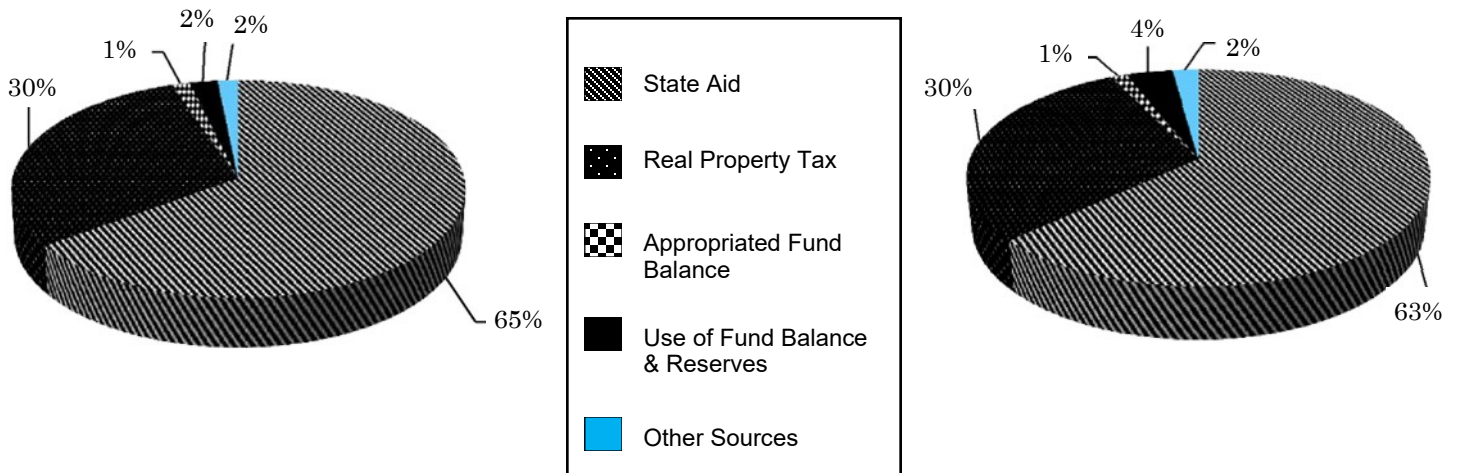 2%
2%
1%
30%
65%
State Aid
Real Property Tax
Appropriated Fund
Balance
Use of Fund Balance
& Reserves
Other Sources
4%
2%
1%
30%
63%